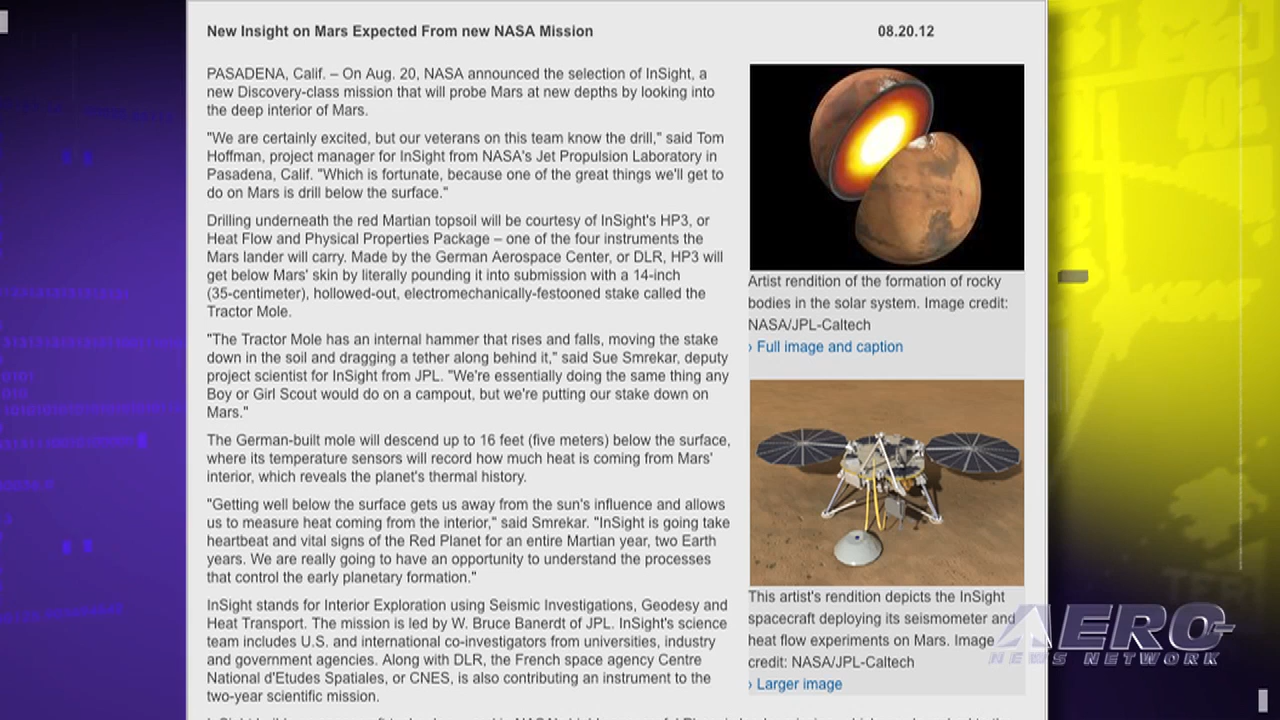 New Insight on Mars Expected From new NASA Mission
08.20.12
PASADENA, Calif. – On Aug. 20, NASA announced the selection of InSight, a
new Discovery-class mission that will probe Mars at new depths by looking into
the deep interior of Mars.
"We are certainly excited, but our veterans on this team know the drill," said Tom
Hoffman, project manager for InSight from NASA's Jet Propulsion Laboratory in
Pasadena, Calif. "Which is fortunate, because one of the great things we'll get to
do on Mars is drill below the surface."
Drilling underneath the red Martian topsoil will be courtesy of InSight's HP3, or
Heat Flow and Physical Properties Package – one of the four instruments the
Mars lander will carry. Made by the German Aerospace Center, or DLR, HP3 will
get below Mars' skin by literally pounding it into submission with a 14-inch
(35-centimeter), hollowed-out, electromechanically-festooned stake called the
Tractor Mole.
"The Tractor Mole has an internal hammer that rises and falls, moving the stake
down in the soil and dragging a tether along behind it," said Sue Smrekar, deputy
project scientist for InSight from JPL. "We're essentially doing the same thing any
Boy or Girl Scout would do on a campout, but we're putting our stake down on
Mars."
The German-built mole will descend up to 16 feet (five meters) below the surface,
where its temperature sensors will record how much heat is coming from Mars'
interior, which reveals the planet's thermal history.
"Getting well below the surface gets us away from the sun's influence and allows
us to measure heat coming from the interior," said Smrekar. "InSight is going take
heartbeat and vital signs of the Red Planet for an entire Martian year, two Earth
years. We are really going to have an opportunity to understand the processes
that control the early planetary formation."
InSight stands for Interior Exploration using Seismic Investigations, Geodesy and
Heat Transport. The mission is led by W. Bruce Banerdt of JPL. InSight's science
team includes U.S. and international co-investigators from universities, industry
and government agencies. Along with DLR, the French space agency Centre
National d'Etudes Spatiales, or CNES, is also contributing an instrument to the
two-year scientific mission.
Artist rendition of the formation of rocky
bodies in the solar system. Image credit:
NASA/JPL-Caltech
› Full image and caption
This artist's rendition depicts the InSight
spacecraft deploying its seismometer and
heat flow experiments on Mars. Image
credit: NASA/JPL-Caltech
› Larger image
AERO-
NEWS NETWORK